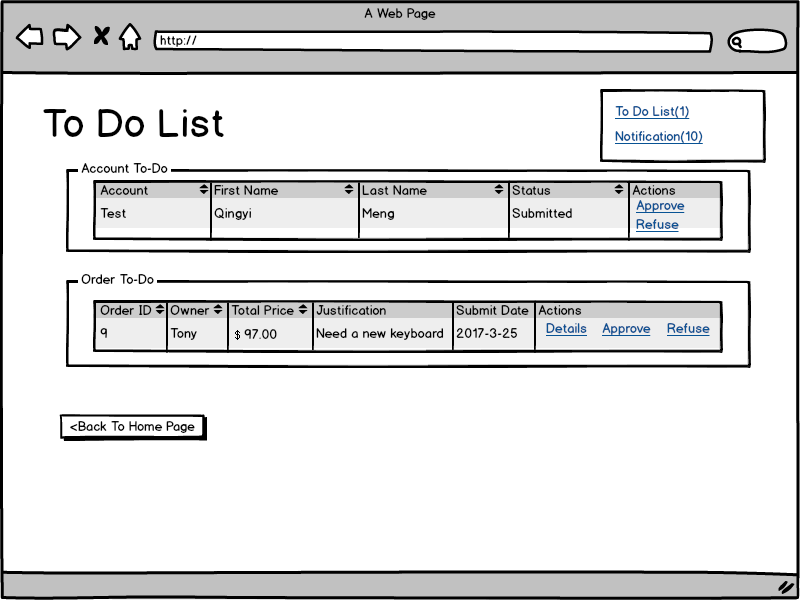 A Web Page
http://
To Do List
To Do List(1)
Notification(10)
Account To-Do
Account First Name Last Name Status Actions
Test Qingyi Meng Submitted Approve
Refuse
Order To-Do
Order ID Owner Total Price Justification Submit Date Actions
9 Tony $ 97.00 Need a new keyboard 2017-3-25 Details Approve Refuse
<Back To Home Page